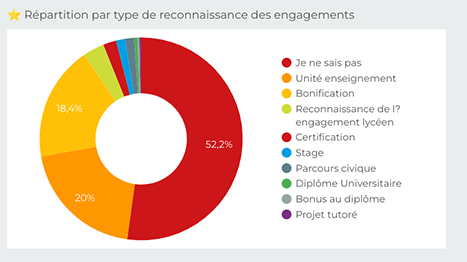 ⭐ Répartition par type de reconnaissance des engagements
Je ne sais pas
Unité enseignement
Bonification
Reconnaissance de l?
engagement lycéen
Certification
Stage
Parcours civique
Diplôme Universitaire
Bonus au diplôme
Projet tutoré
18,4%
52,2%
20%